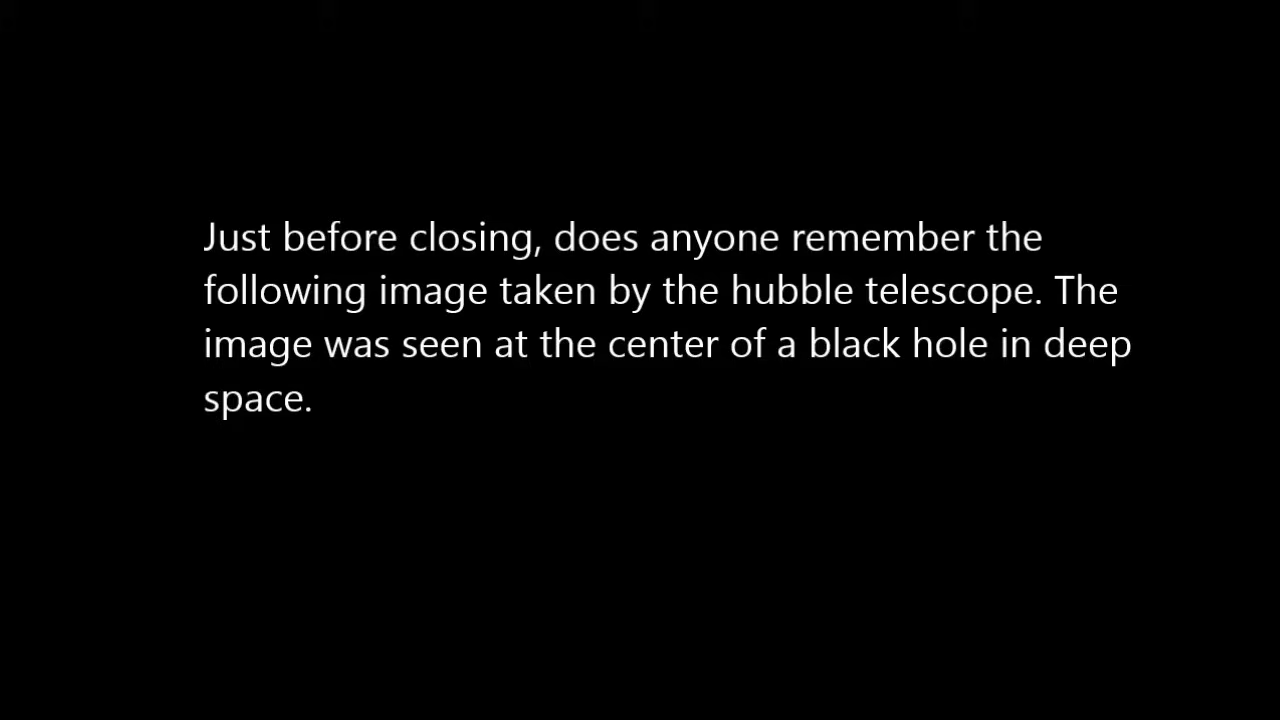 Just before closing, does anyone remember the
following image taken by the hubble telescope. The
image was seen at the center of a black hole in deep
space.